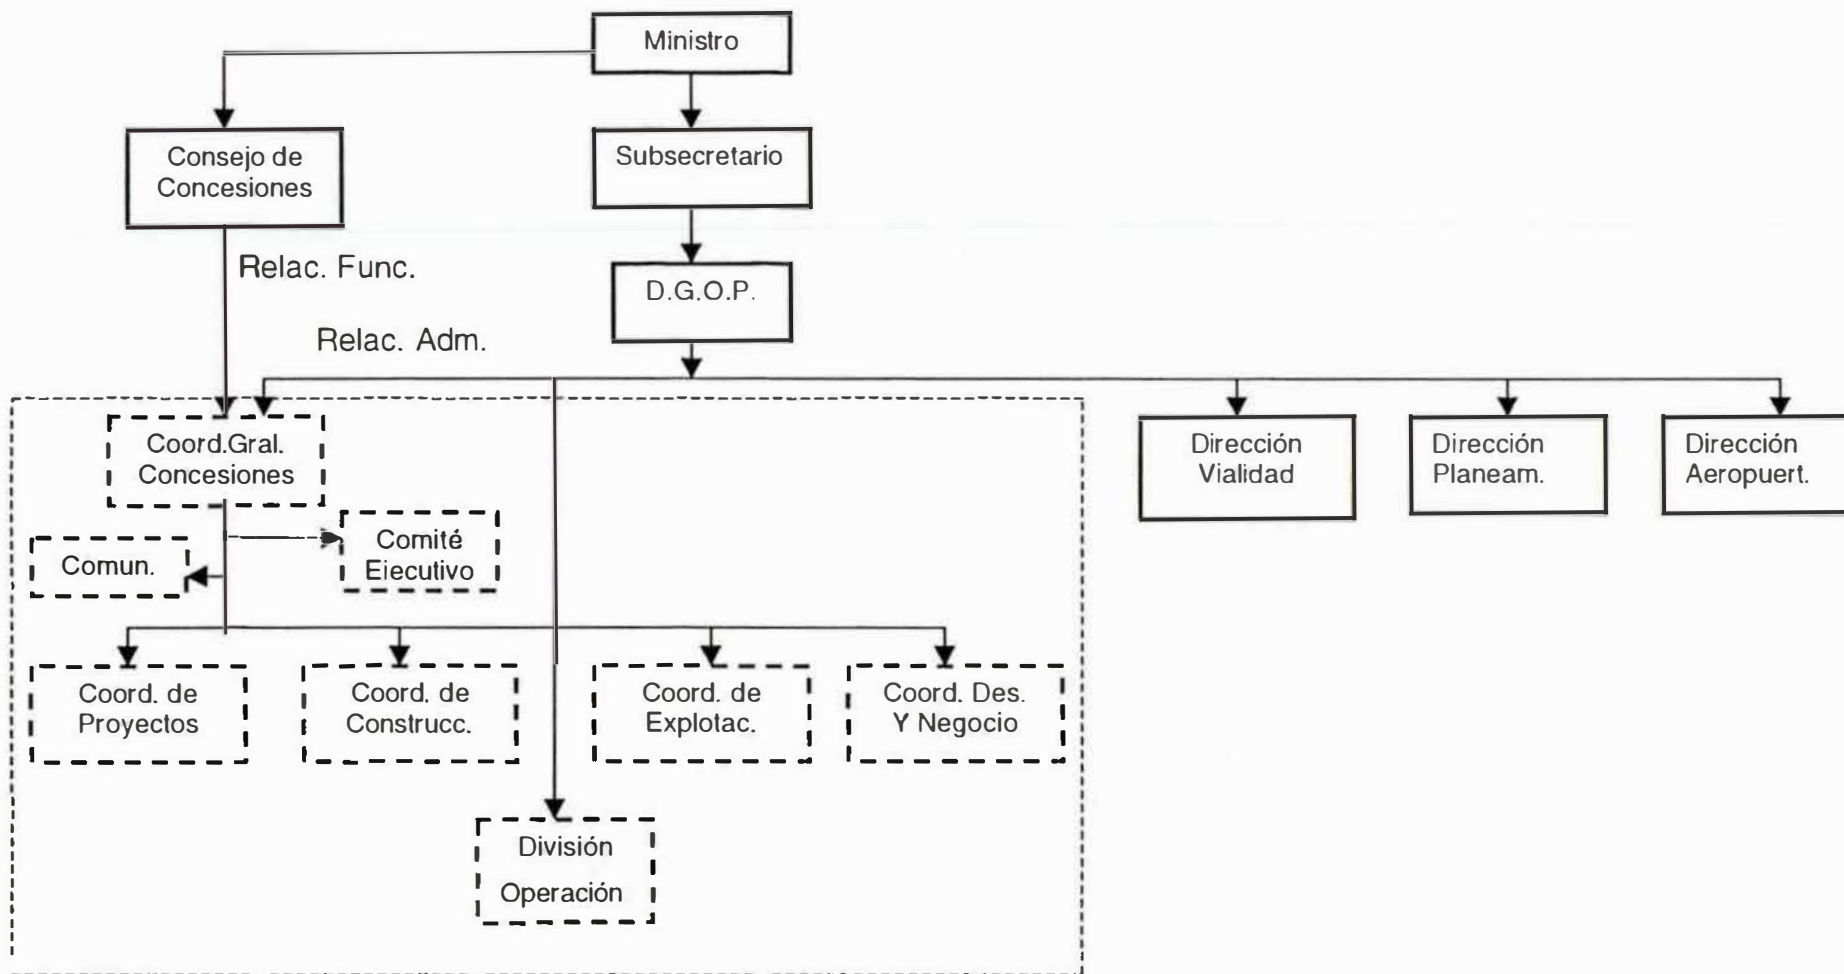 Ministro
Consejo de
Concesiones
Subsecretario
Relac. Func.
D.G.O.P.
Relac. Adm.
Coord.Gral.
Concesiones
Dirección
Vialidad
Dirección
Planeam.
Dirección
Aeropuert.
Comun.
Comité
Eiecutivo
Coord. de
Proyectos
Coord. de
Construcc.
Coord. de
Explotac.
Coord. Des.
Y Negocio
División
Operación